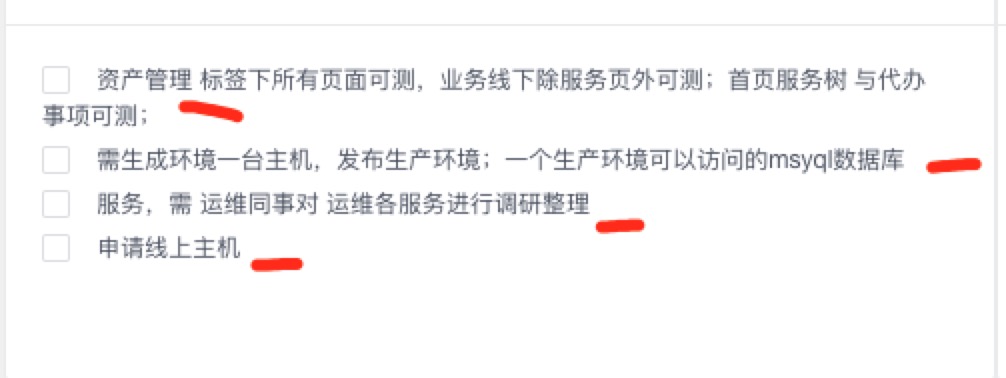 资产管理 标签下所有页面可测，业务线下除服务页外可测；首页服务树 与代办
事项可测；
需生成环境一台主机，发布生产环境；一个生产环境可以访问的msyql数据库
服务，需 运维同事对 运维各服务进行调研整理
申请线上主机